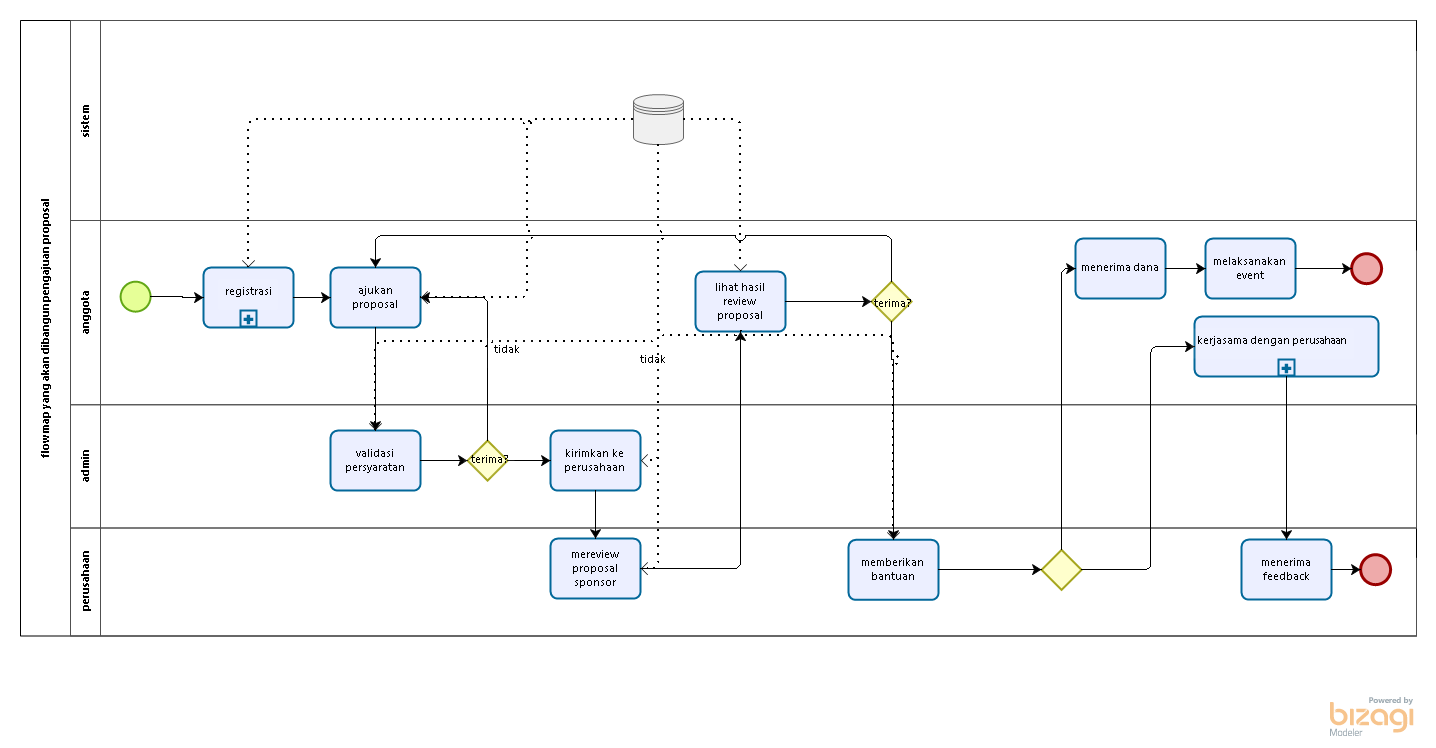 flowmap yang akan dibangunpengajuan proposal
sistem
anggota
registrasi
ajukan
proposal
lihat hasil
review
proposal
terima?
menerima dana
melaksanakan
event
kerjasama dengan perusahaan
tidak
tidak
admin
validasi
persyaratan
terima?
kirimkan ke
perusahaan
perusahaan
mereview
proposal
sponsor
memberikan
bantuan
menerima
feedback
Powered by
bizagi
Modeler